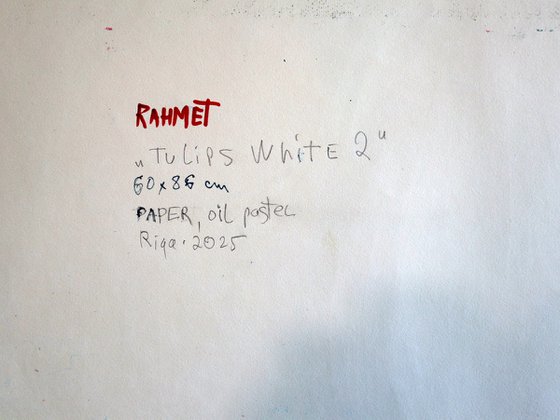 RAHMET
„TULiPS WhiTE 2"
60x86 cm
PAPER, oil pastel
Riga. 2025